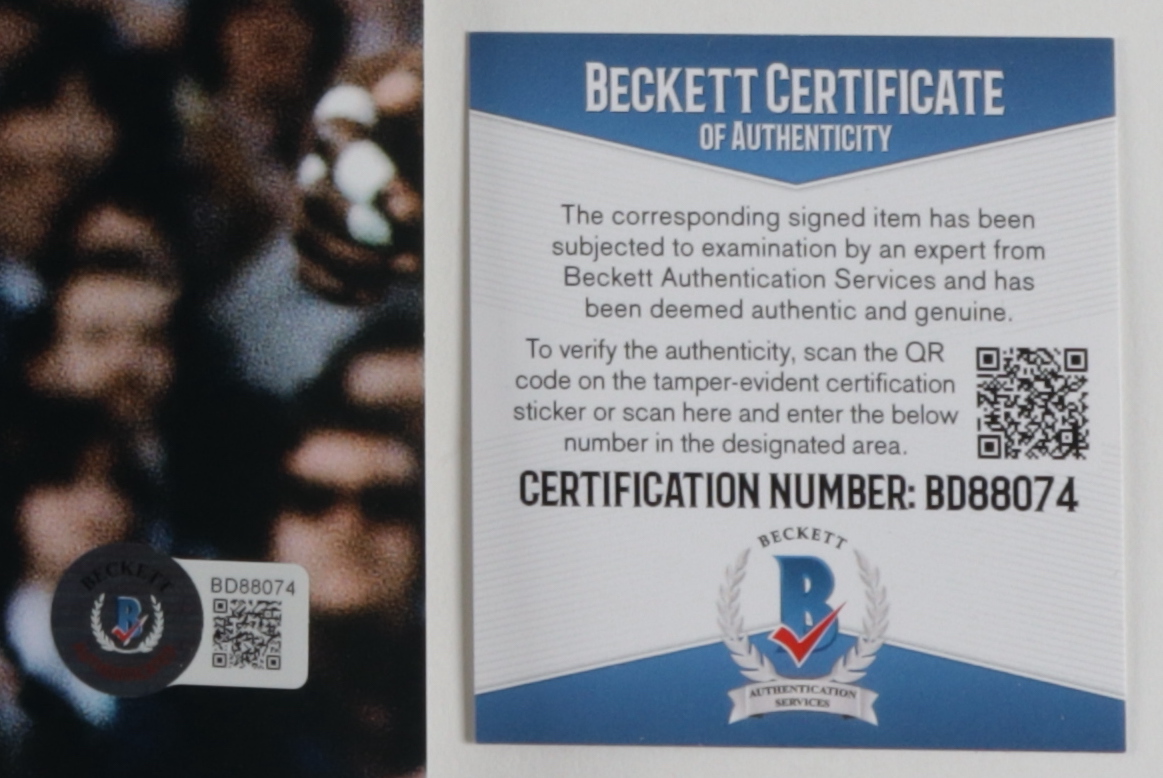 BECKETT CERTIFICATE
OF AUTHENTICITY
The corresponding signed item has been
subjected to examination by an expert from
Beckett Authentication Services and has
been deemed authentic and genuine.
To verify the authenticity, scan the QR
code on the tamper-evident certification
sticker or scan here and enter the below
number in the designated area.
CERTIFICATION NUMBER: BD88074
BECKETT
B
AUTHENTICATION
SERVICES
BECKETT
B
BD88074